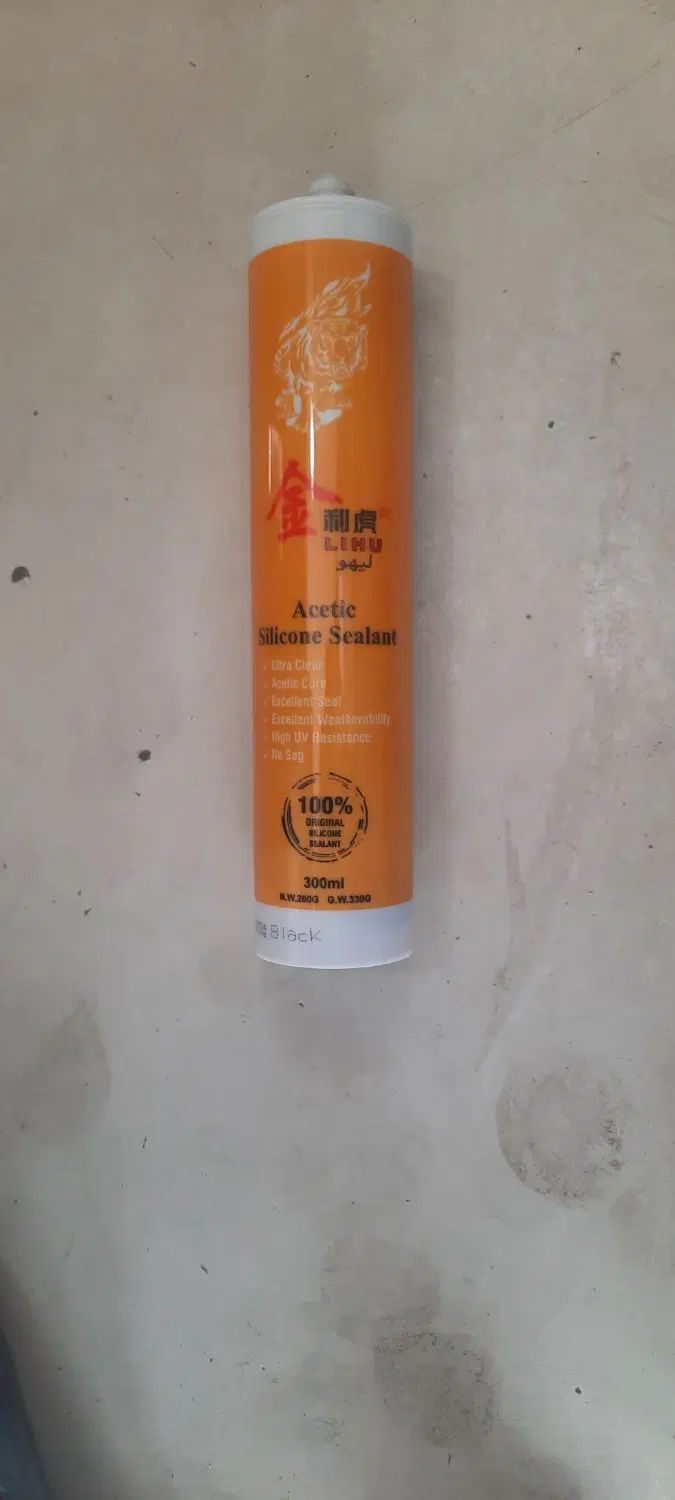 金利虎
LIHU
ليهو
Acetic
Silicone Sealant
Ultra Clear
Acetic Cure
Excellent Seal
Excellent Weatherability
High UV Resistance
No Sag
100%
ORIGINAL
SILICONE
SEALANT
300ml
N.W.260G G.W.330G
Black